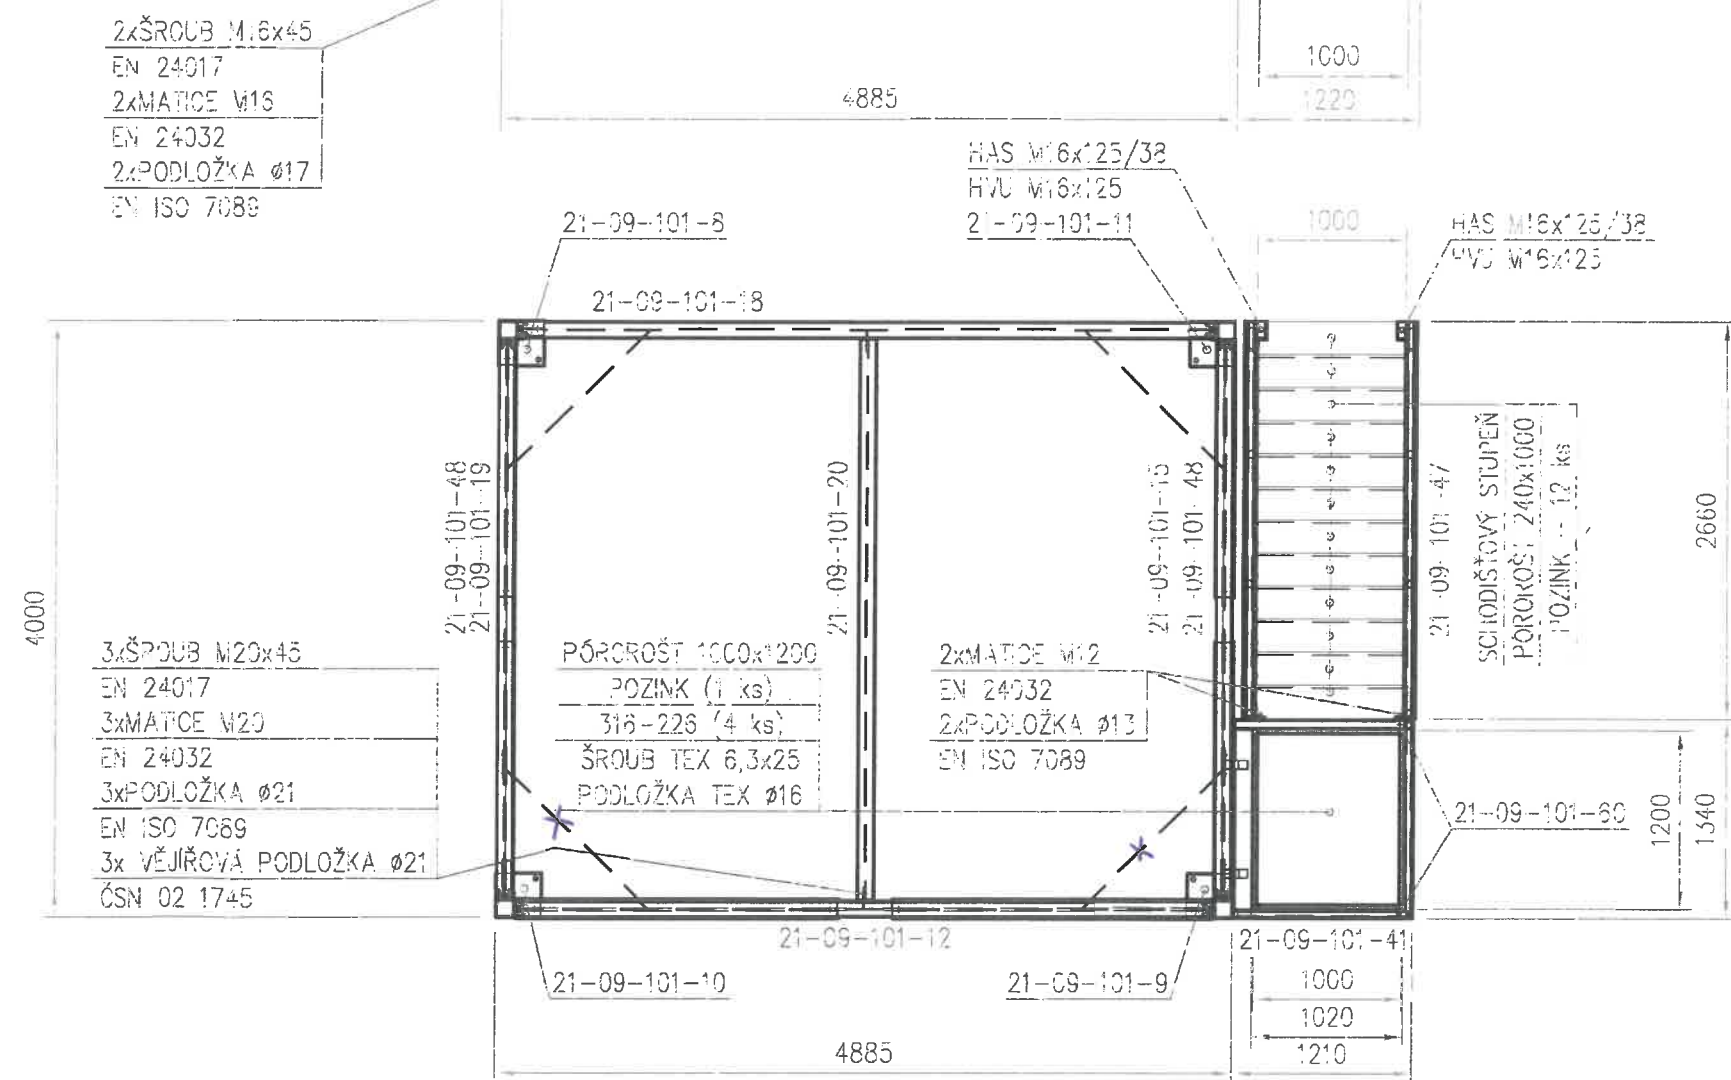 2xŠROUB M16x45
EN 24017
2xMATICE M16
EN 24032
2xPODLOŽKA ø17
EN ISO 7089
1000
4885
1220
HAS M16x125/38
HVU M16x125
21-09-101-11
21-09-101-8
1000
HAS M16x125/38
HVU M16x125
21-09-101-18
4000
21-09-101-48
21-09-101-19
21-09-101-20
21-09-101-15
21-09-101-48
21-09-101-47
SCHODIŠŤOVÝ STUPEŇ
POROROŠT 240x1000
POZINK - 12 ks
2660
3xŠROUB M20x45
EN 24017
3xMATICE M20
EN 24032
3xPODLOŽKA ø21
EN ISO 7089
3x VĚJÍŘOVÁ PODLOŽKA ø21
ČSN 02 1745
PÓROROŠT 1000x1200
POZINK (1 ks)
316-226 (4 ks)
ŠROUB TEX 6,3x25
PODLOŽKA TEX ø16
2xMATICE M12
EN 24032
2xPODLOŽKA ø13
EN ISO 7089
21-09-101-60
1200
1340
21-09-101-12
21-09-101-41
21-09-101-10
21-09-101-9
1000
1020
4885
1210